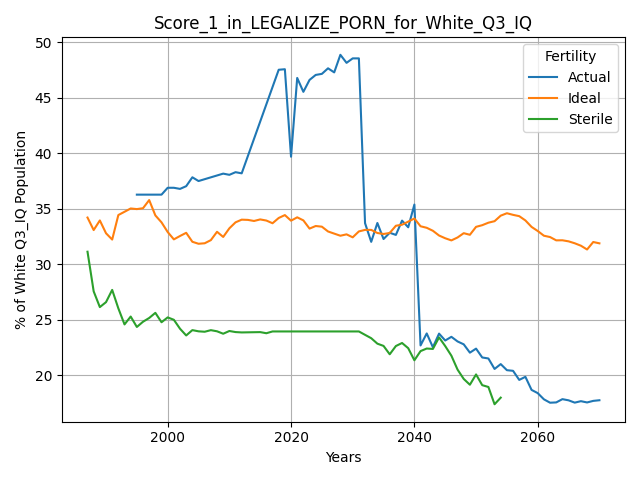 Score_1_in_LEGALIZE_PORN_for_White_Q3_IQ
Fertility
Actual
Ideal
Sterile
% of White Q3_IQ Population
50
45
40
35
30
25
20
2000 2020 2040 2060
Years